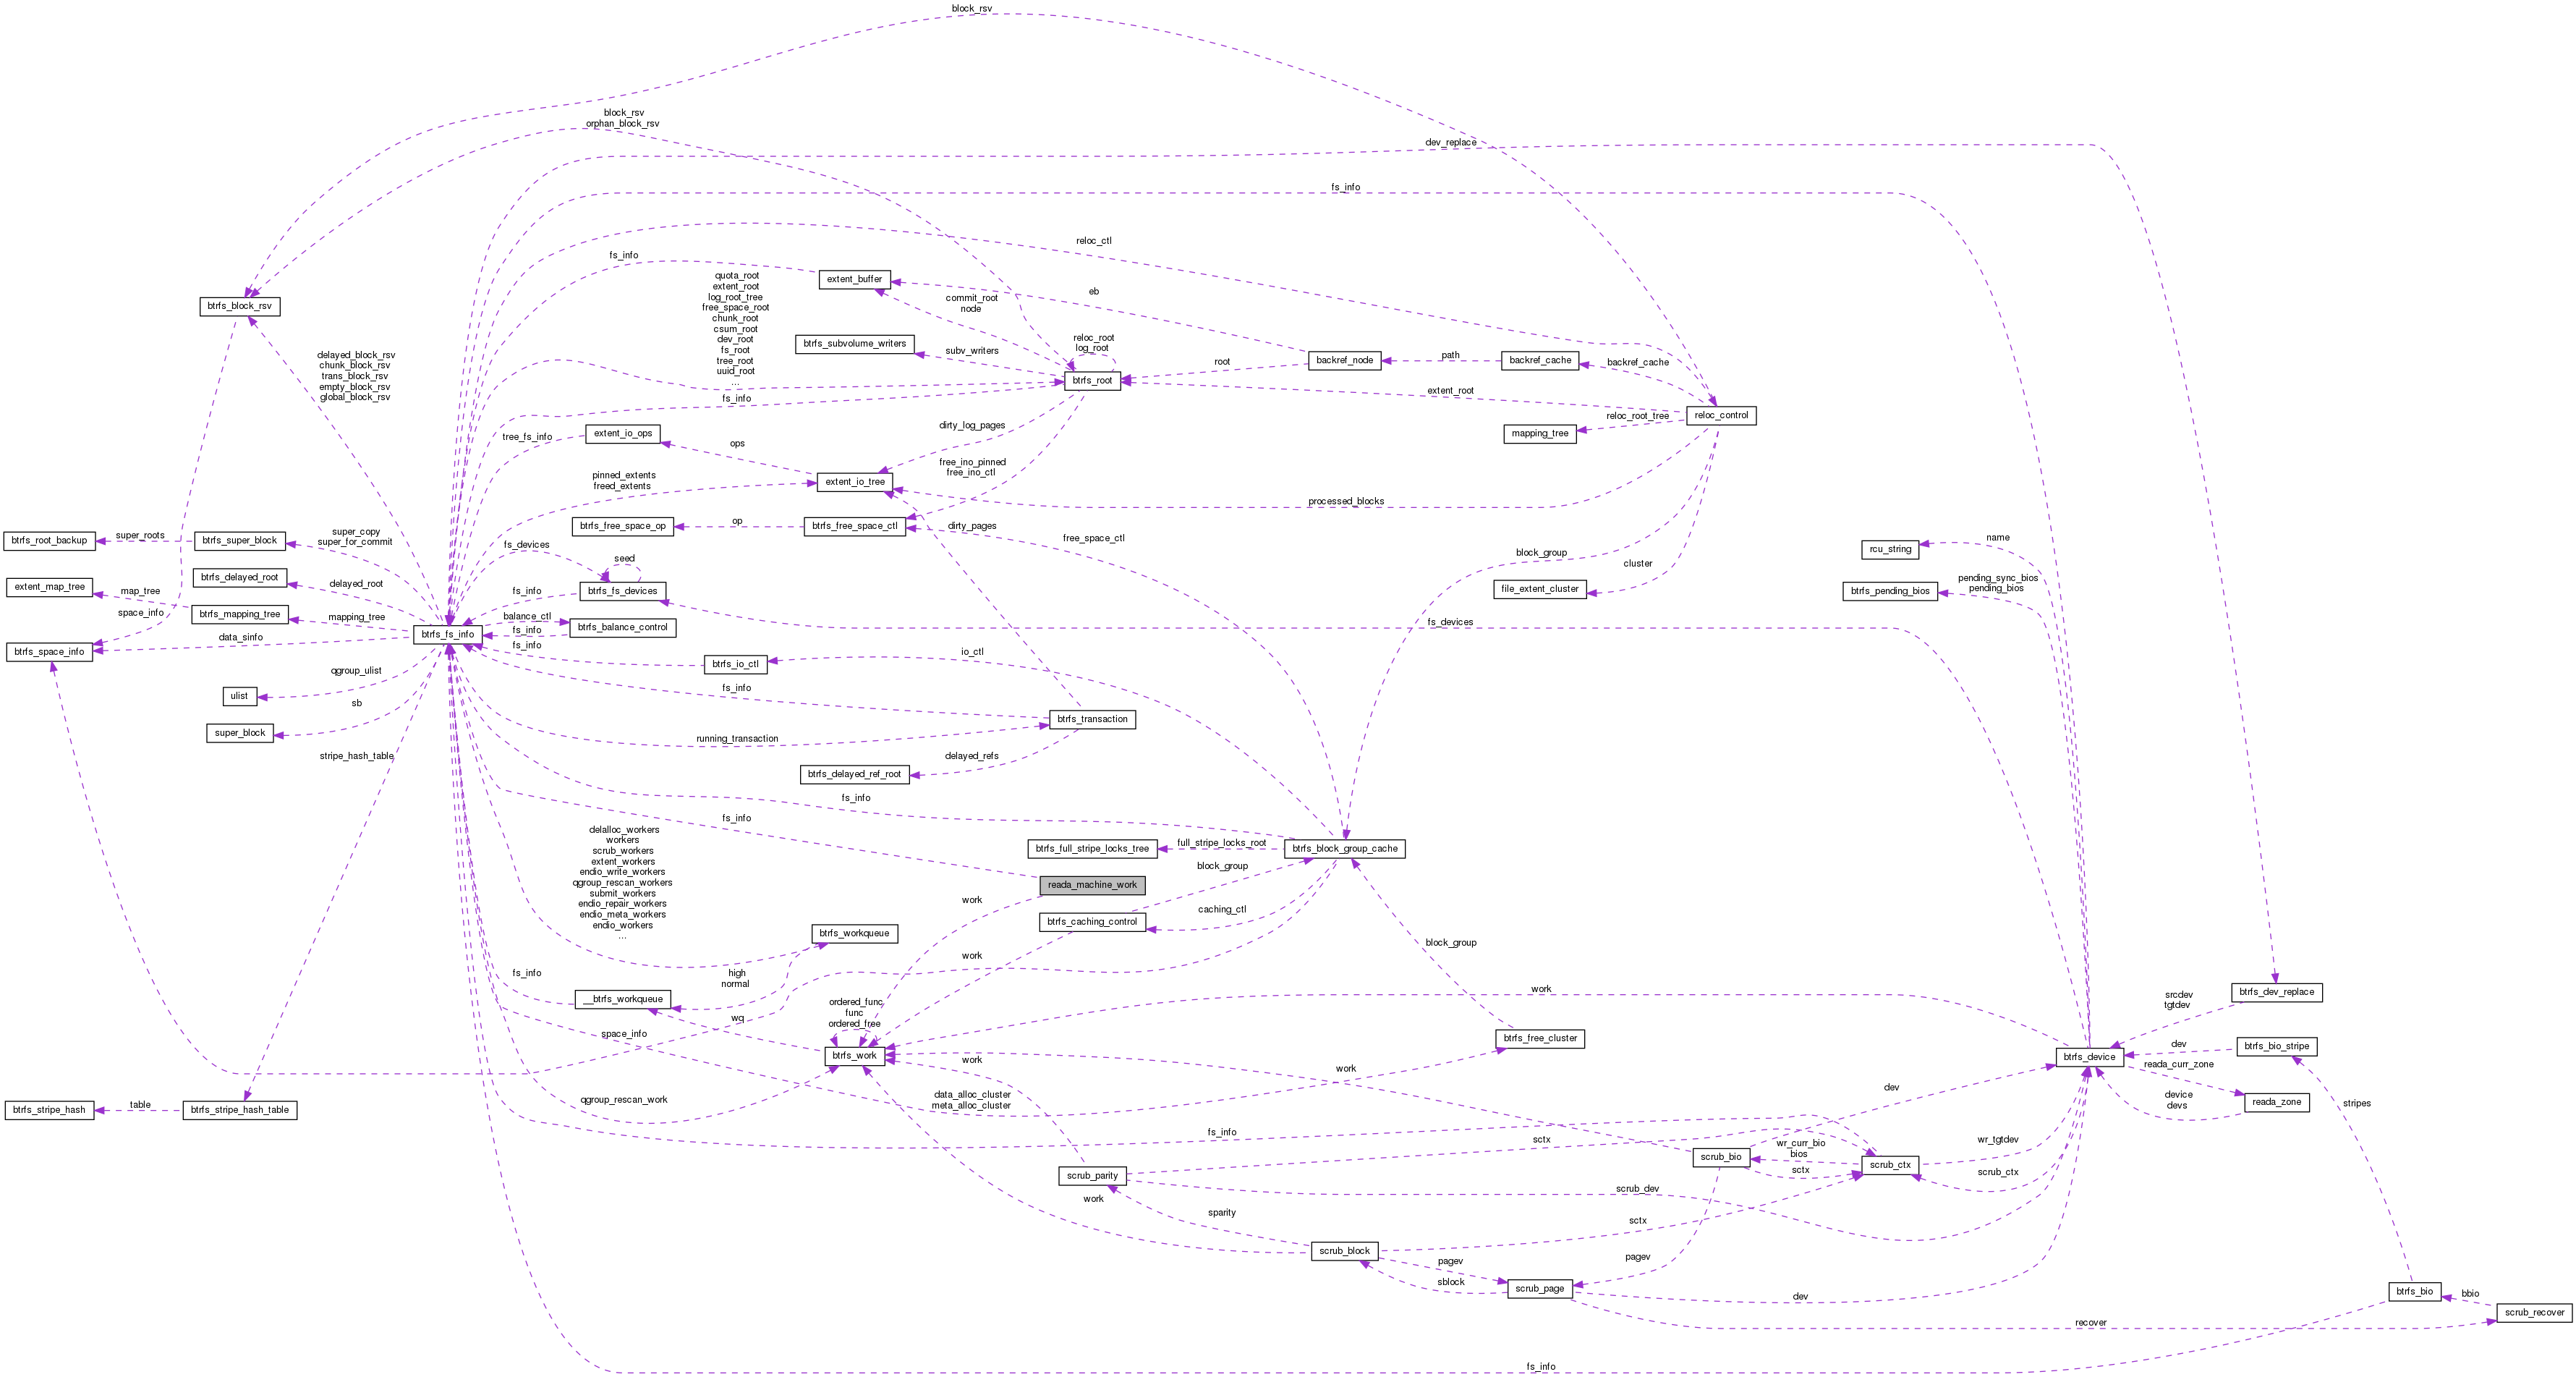 block_rsv
block_rsv
orphan_block_rsv
dev_replace
fs_info
reloc_ctl
fs_info
extent_buffer
quota_root
extent_root
log_root_tree
free_space_root
chunk_root
csum_root
dev_root
fs_root
tree_root
uuid_root
...
eb
commit_root
node
btrfs_block_rsv
btrfs_subvolume_writers
reloc_root
log_root
subv_writers
root
backref_node
path
backref_cache
backref_cache
delayed_block_rsv
chunk_block_rsv
trans_block_rsv
empty_block_rsv
global_block_rsv
btrfs_root
extent_root
fs_info
reloc_control
reloc_root_tree
mapping_tree
dirty_log_pages
extent_io_ops
tree_fs_info
ops
free_ino_pinned
free_ino_ctl
pinned_extents
freed_extents
extent_io_tree
processed_blocks
btrfs_free_space_op
op
btrfs_free_space_ctl
dirty_pages
free_space_ctl
btrfs_root_backup
super_roots
btrfs_super_block
super_copy
super_for_commit
fs_devices
block_group
rcu_string
name
cluster
seed
btrfs_delayed_root
delayed_root
extent_map_tree
map_tree
btrfs_fs_devices
fs_info
file_extent_cluster
btrfs_pending_bios
pending_sync_bios
pending_bios
space_info
btrfs_mapping_tree
mapping_tree
balance_ctl
btrfs_fs_info
fs_info
btrfs_balance_control
fs_devices
data_sinfo
btrfs_space_info
fs_info
btrfs_io_ctl
io_ctl
qgroup_ulist
ulist
fs_info
sb
super_block
btrfs_transaction
running_transaction
stripe_hash_table
delayed_refs
btrfs_delayed_ref_root
fs_info
fs_info
delalloc_workers
workers
scrub_workers
extent_workers
endio_write_workers
qgroup_rescan_workers
submit_workers
endio_repair_workers
endio_meta_workers
endio_workers
...
btrfs_full_stripe_locks_tree
full_stripe_locks_root
btrfs_block_group_cache
block_group
reada_machine_work
work
btrfs_caching_control
caching_ctl
btrfs_workqueue
block_group
work
fs_info
high
normal
__btrfs_workqueue
work
btrfs_dev_replace
srcdev
tgtdev
ordered_func
func
ordered_free
wq
space_info
btrfs_free_cluster
btrfs_work
work
work
btrfs_device
dev
btrfs_bio_stripe
reada_curr_zone
qgroup_rescan_work
data_alloc_cluster
meta_alloc_cluster
dev
device
devs
reada_zone
stripes
btrfs_stripe_hash
table
btrfs_stripe_hash_table
fs_info
sctx
wr_curr_bio
bios
wr_tgtdev
scrub_bio
scrub_ctx
sctx
scrub_ctx
scrub_parity
scrub_dev
work
sparity
sctx
scrub_block
pagev
pagev
sblock
scrub_page
dev
btrfs_bio
bbio
scrub_recover
recover
fs_info